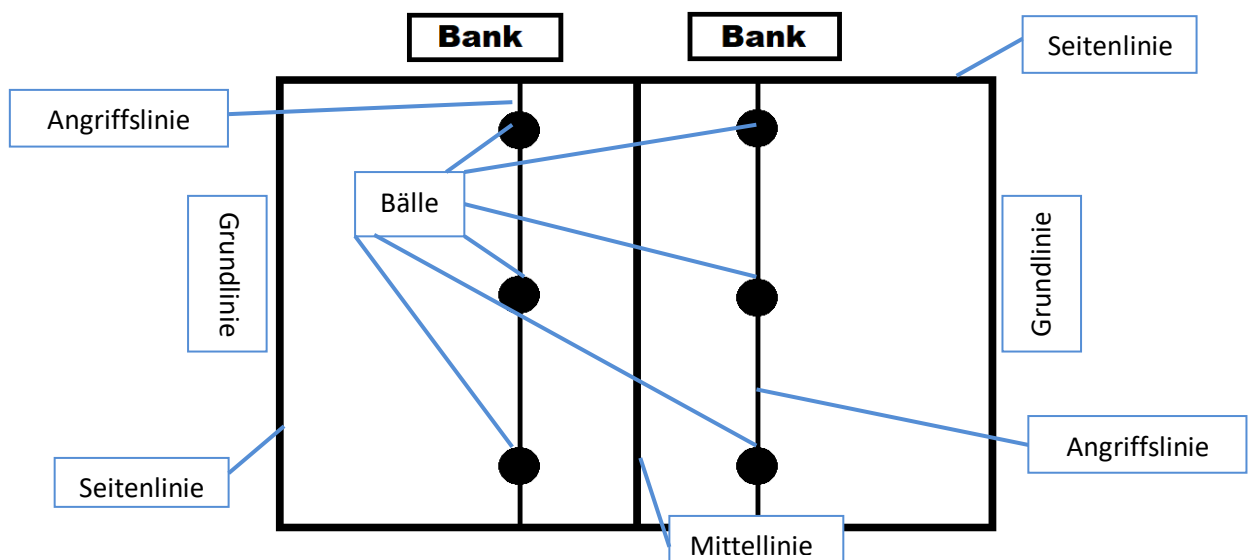 Bank
Bank
Seitenlinie
Angriffslinie
Bälle
Grundlinie
Grundlinie
Angriffslinie
Seitenlinie
Mittellinie